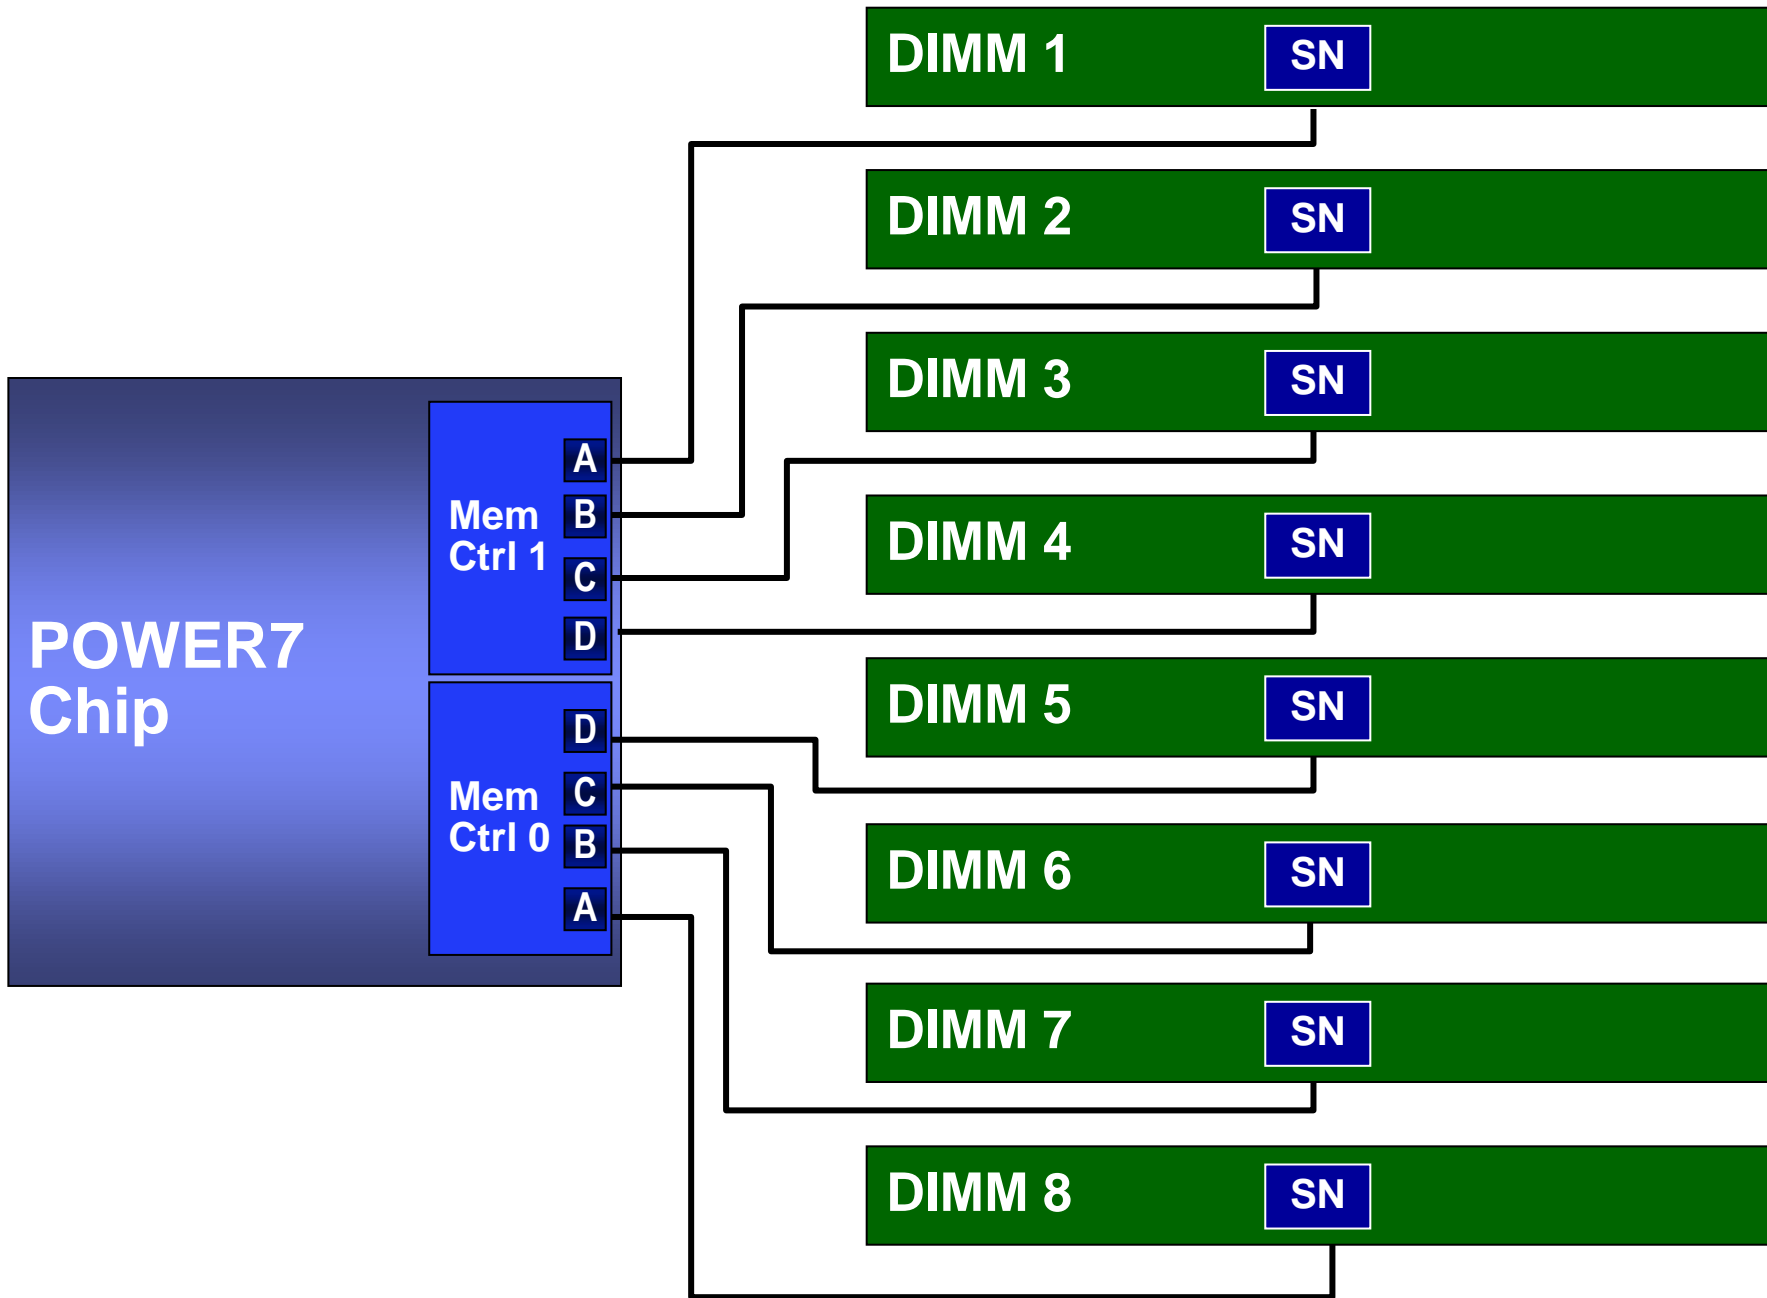 DIMM 1
SN
DIMM 2
SN
DIMM 3
SN
DIMM 4
SN
DIMM 5
SN
DIMM 6
SN
DIMM 7
SN
DIMM 8
SN
POWER7
Chip
Mem
Ctrl 1
A
B
C
D
Mem
Ctrl 0
D
C
B
A